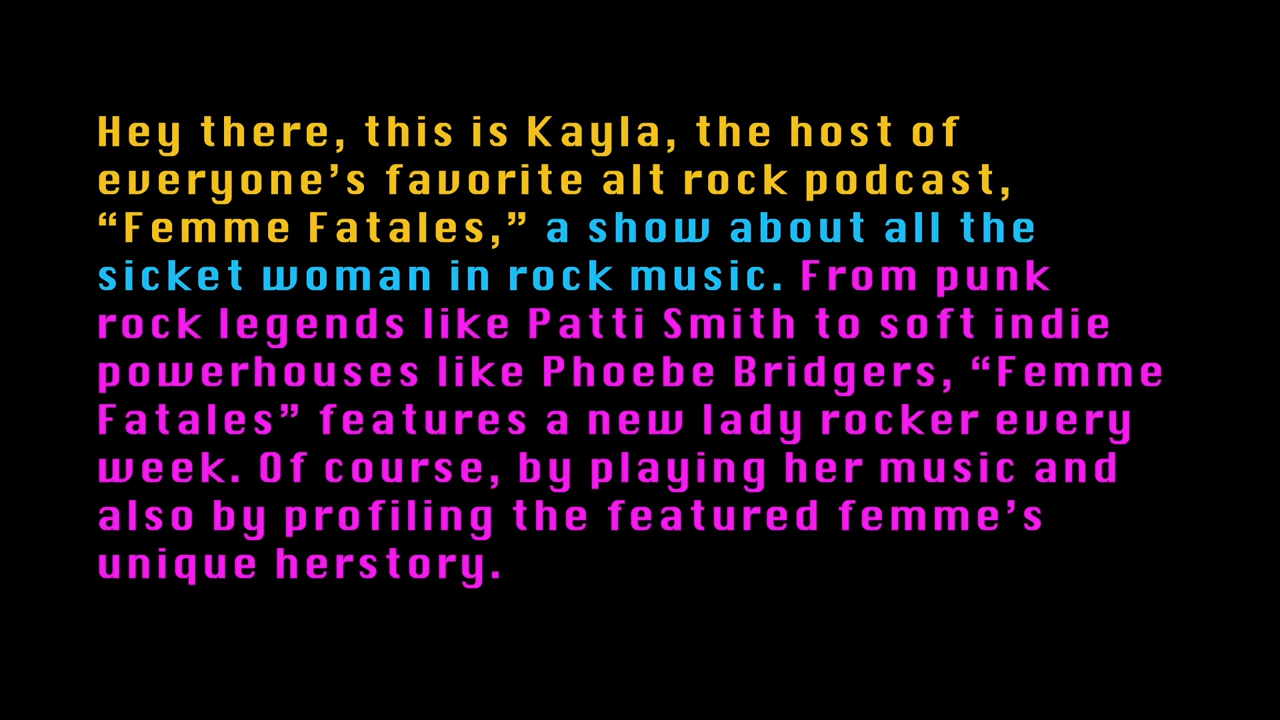 Hey there, this is Kayla, the host of
everyone’s favorite alt rock podcast,
“Femme Fatales,” a show about all the
sicket woman in rock music. From punk
rock legends like Patti Smith to soft indie
powerhouses like Phoebe Bridgers, “Femme
Fatales” features a new lady rocker every
week. Of course, by playing her music and
also by profiling the featured femme’s
unique herstory.